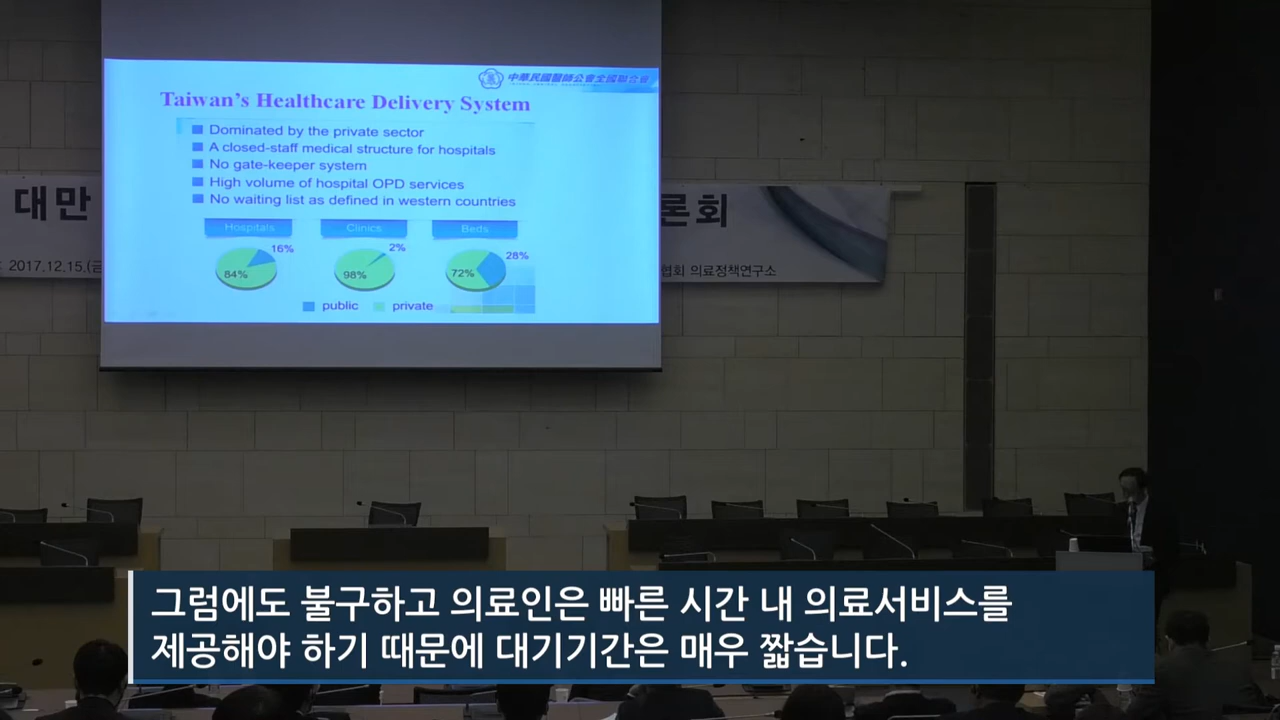 中華民國醫師公會全國聯合會
Taiwan's Healthcare Delivery System
Dominated by the private sector
A closed-staff medical structure for hospitals
No gate-keeper system
High volume of hospital OPD services
No waiting list as defined in western countries
Hospitals Clinics Beds
16% 2% 28%
84% 98% 72%
public private
대만 론회
2017.12.15.(금
협회 의료정책연구소
그럼에도 불구하고 의료인은 빠른 시간 내 의료서비스를
제공해야 하기 때문에 대기기간은 매우 짧습니다.